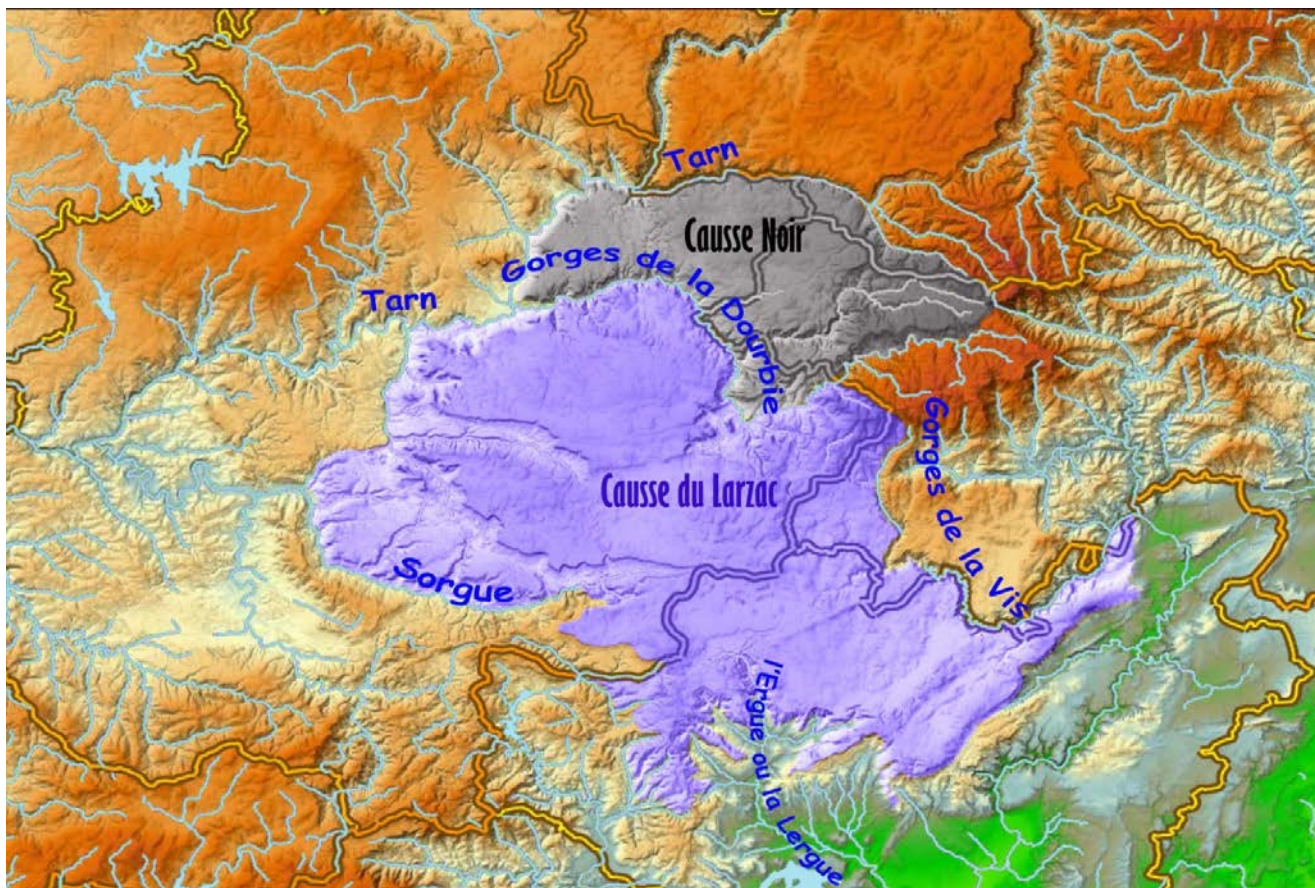 Tarn
Causse Noir
Gorges de la Dourbie
Tarn
Gorges de la Vis
Causse du Larzac
Sorgue
l'Ergue ou la Lergue